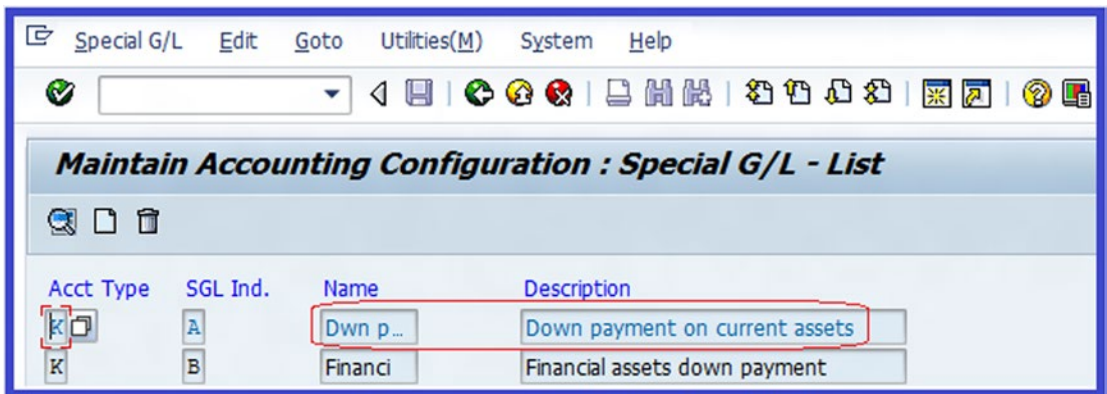 Special G/L Edit Goto Utilities(M) System Help
Maintain Accounting Configuration : Special G/L - List
Acct Type SGL Ind. Name Description
K A Dwn p... Down payment on current assets
K B Financi Financial assets down payment